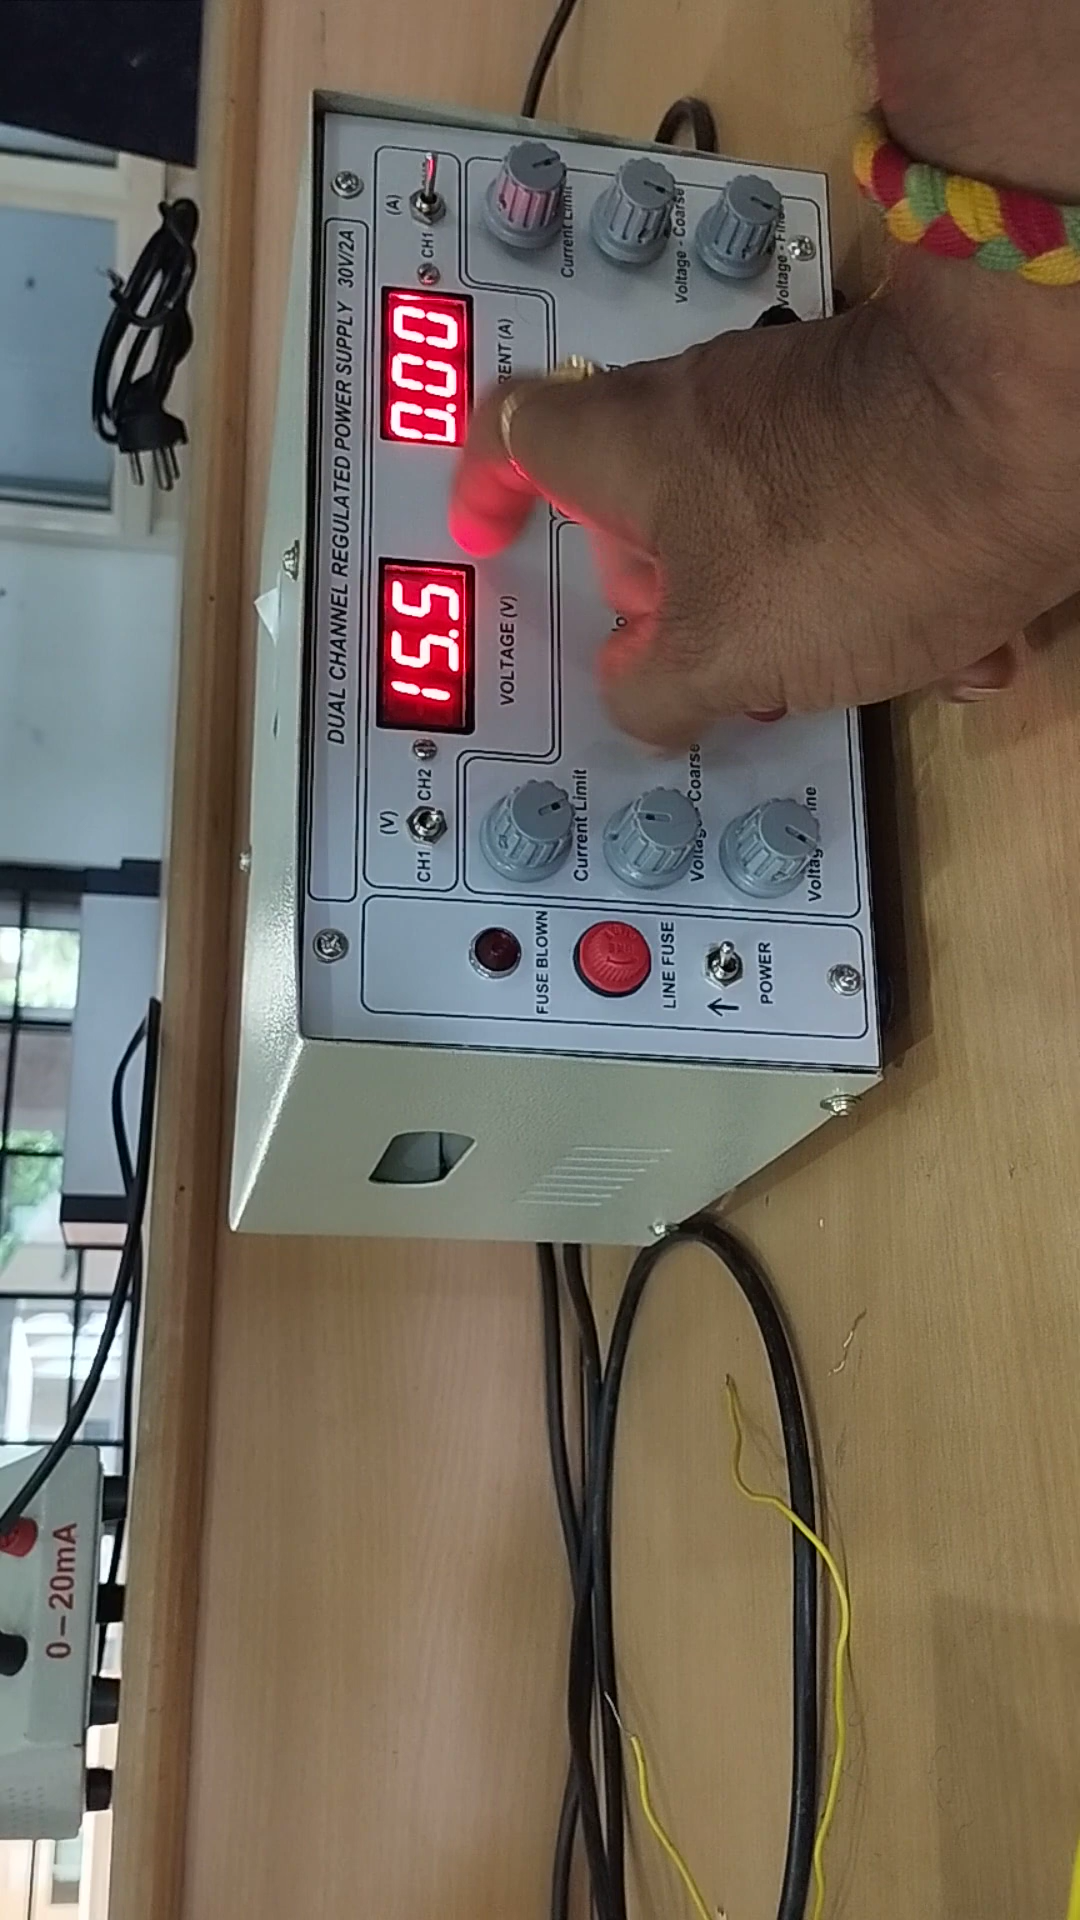 DUAL CHANNEL REGULATED POWER SUPPLY 30V/2A
(V)
CH1
CH2
15.5
VOLTAGE (V)
0.00
CH1
(A)
Current Limit
Coarse
Current Limit
Voltage - Coarse
FUSE BLOWN
LINE FUSE
↑
POWER
0-20mA